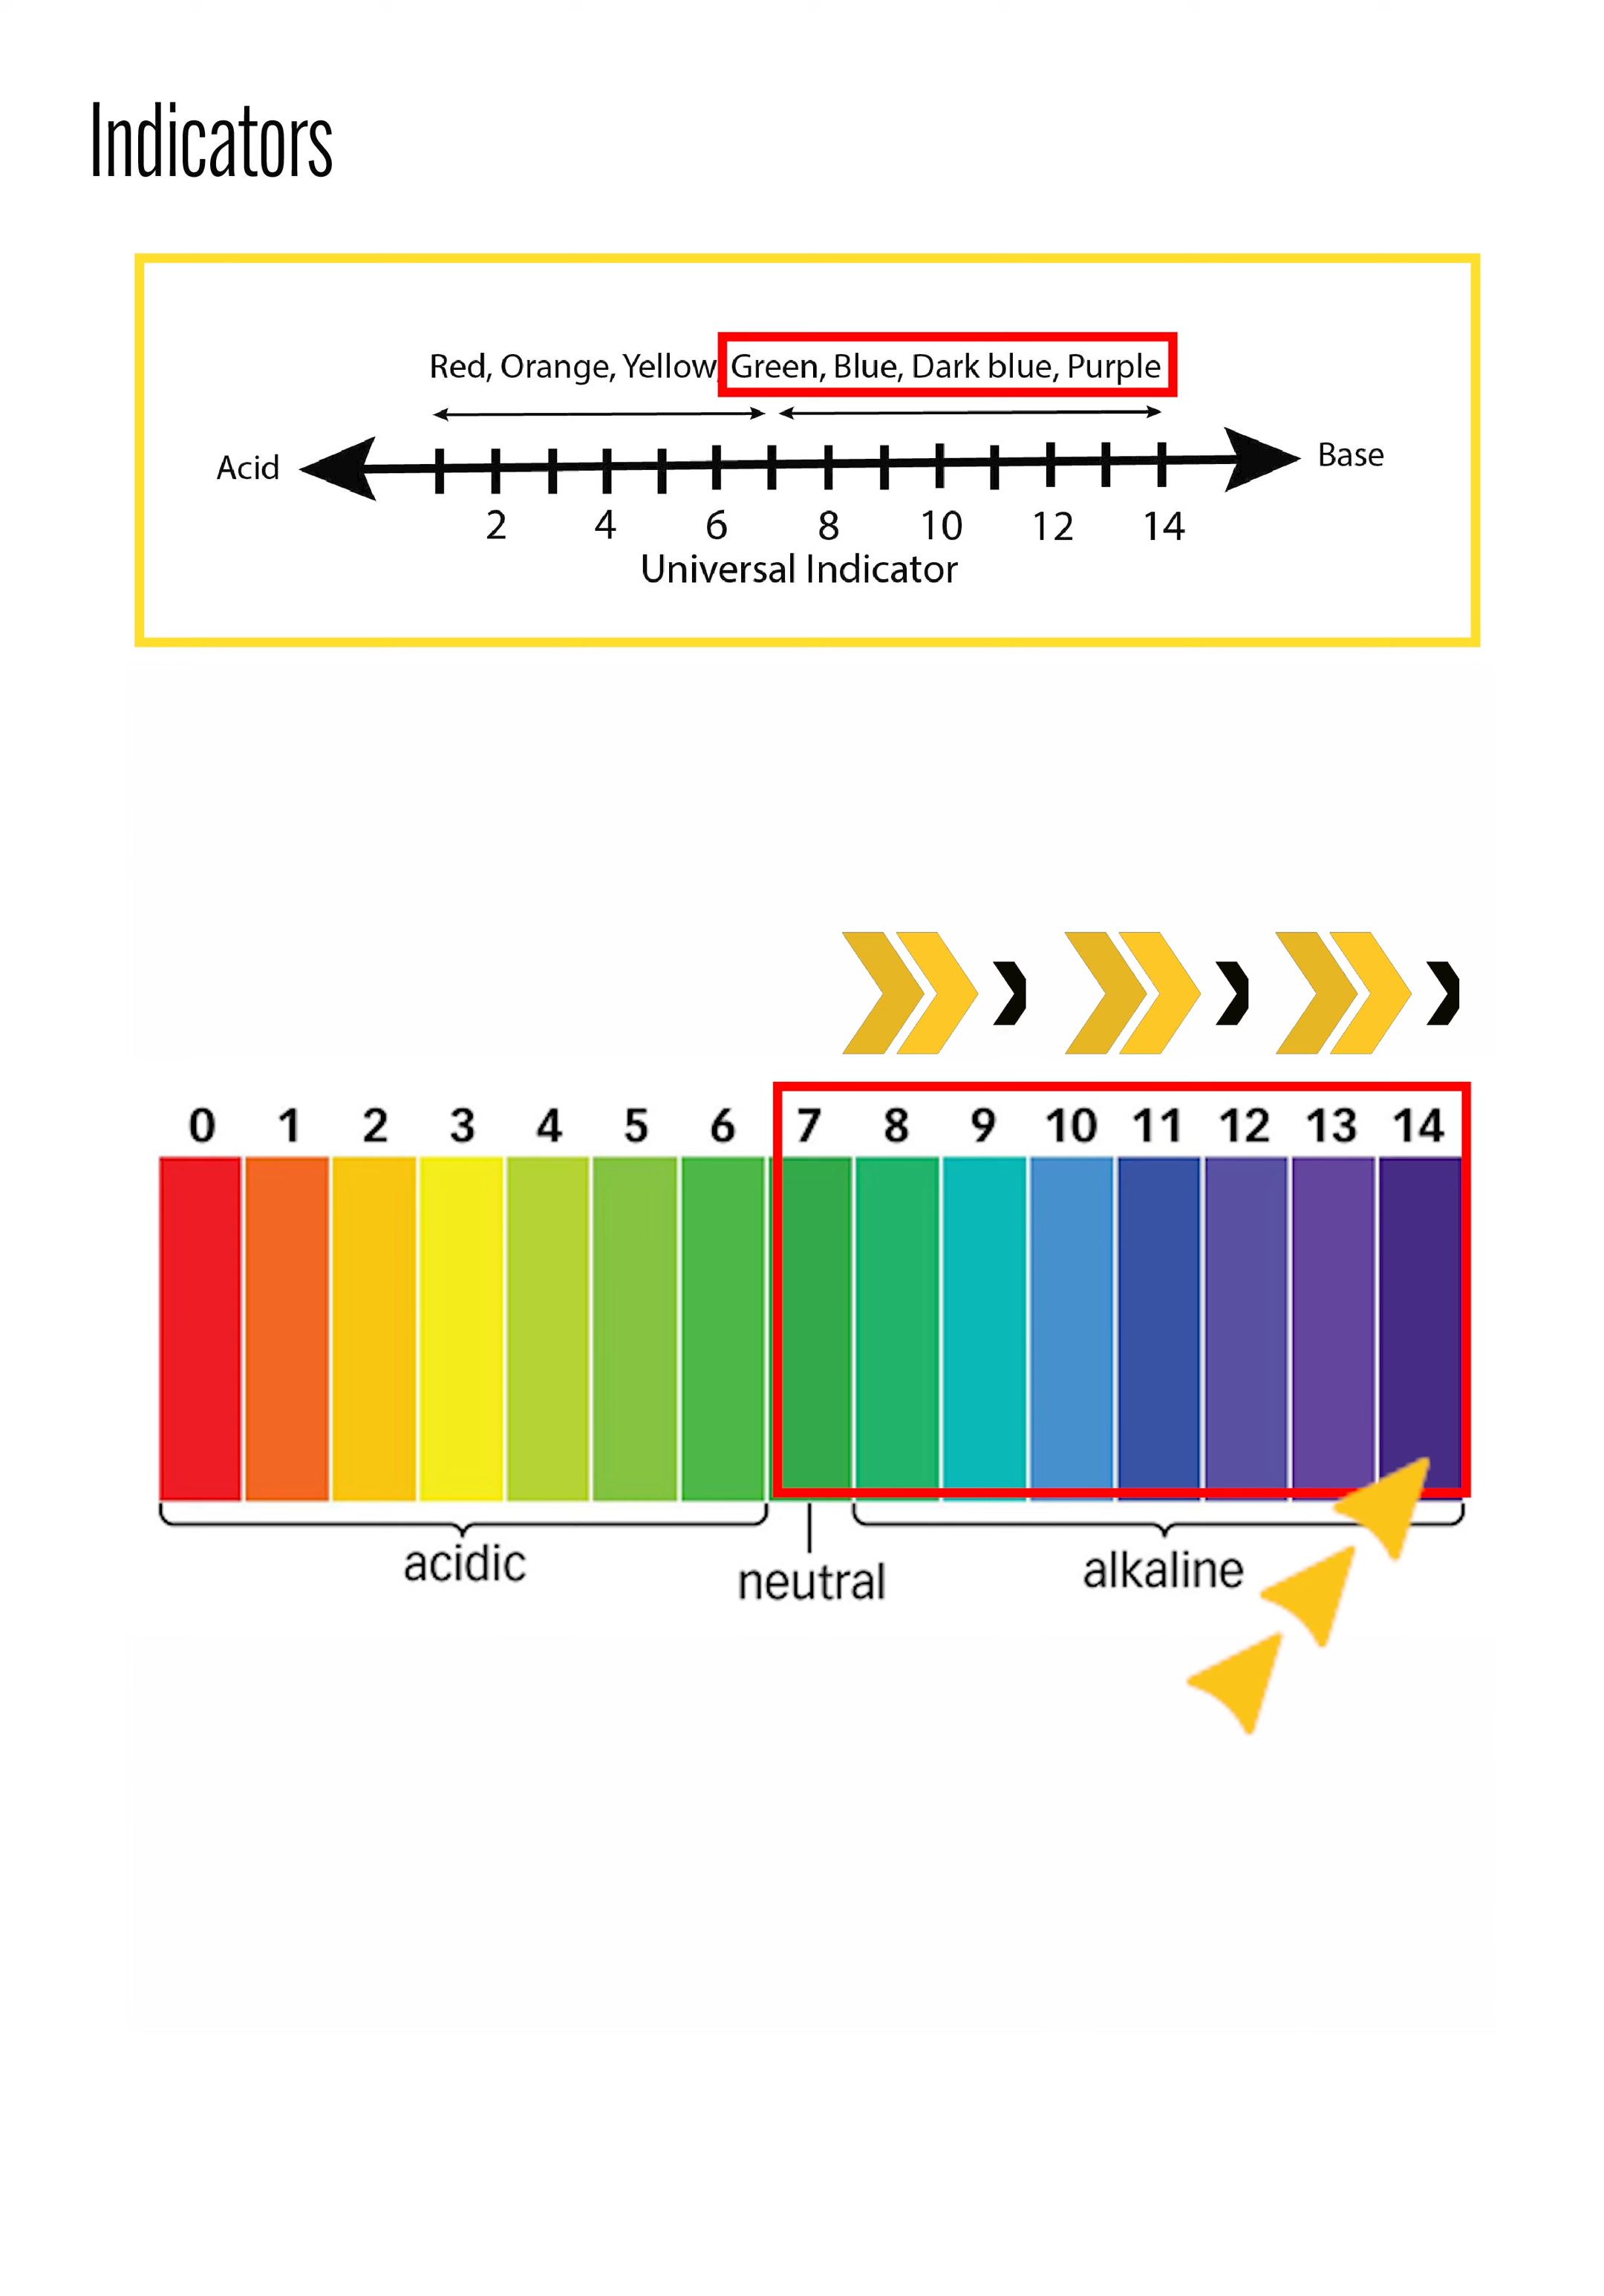 Indicators
Red, Orange, Yellow, Green, Blue, Dark blue, Purple
Acid
Base
2 4 6 8 10 12 14
Universal Indicator
0 1 2 3 4 5 6 7 8 9 10 11 12 13 14
acidic
neutral
alkaline